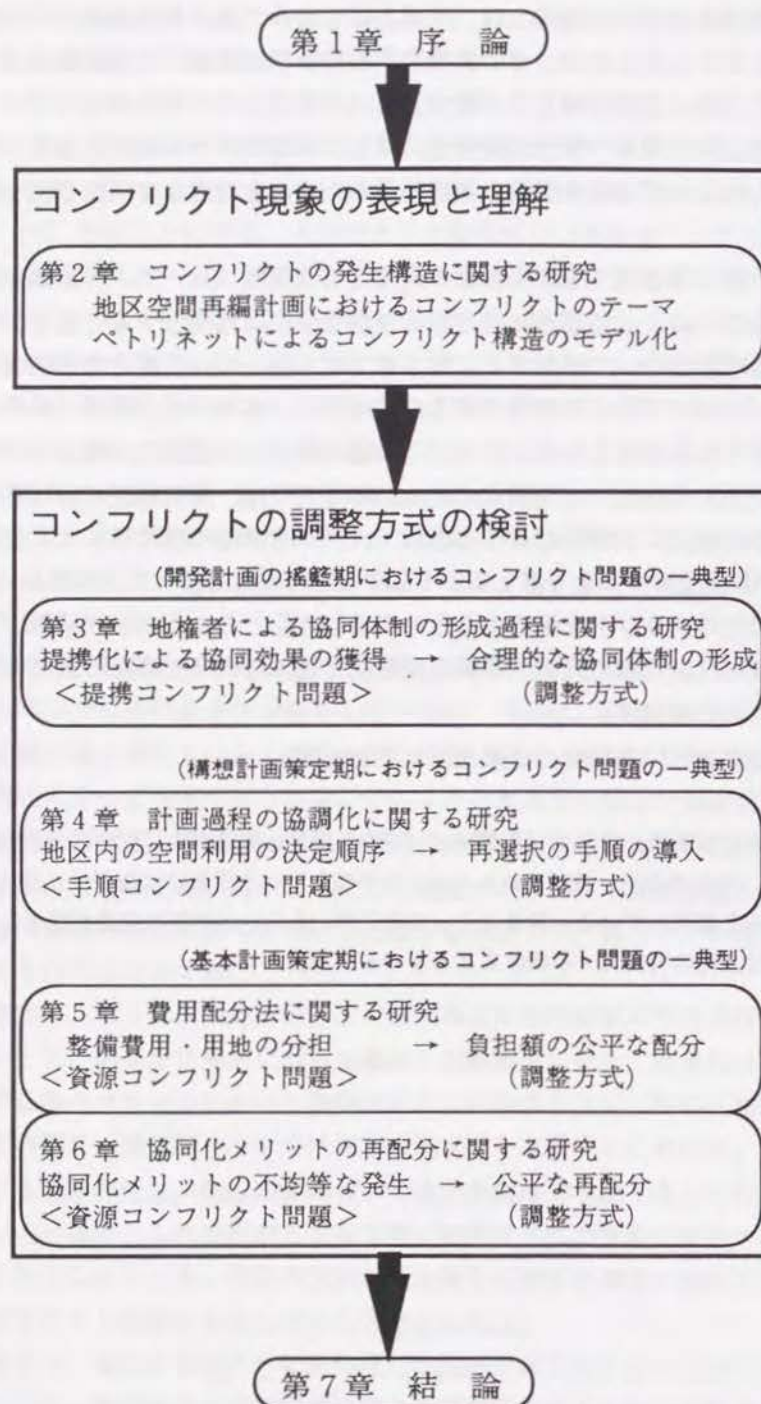 第1章　序　論
コンフリクト現象の表現と理解
第2章　コンフリクトの発生構造に関する研究
地区空間再編計画におけるコンフリクトのテーマ
ペトリネットによるコンフリクト構造のモデル化
コンフリクトの調整方式の検討
（開発計画の揺籃期におけるコンフリクト問題の一典型）
第3章　地権者による協同体制の形成過程に関する研究
提携化による協同効果の獲得　→　合理的な協同体制の形成
＜提携コンフリクト問題＞　（調整方式）
（構想計画策定期におけるコンフリクト問題の一典型）
第4章　計画過程の協調化に関する研究
地区内の空間利用の決定順序　→　再選択の手順の導入
＜手順コンフリクト問題＞　（調整方式）
（基本計画策定期におけるコンフリクト問題の一典型）
第5章　費用配分法に関する研究
整備費用・用地の分担　→　負担額の公平な配分
＜資源コンフリクト問題＞　（調整方式）
第6章　協同化メリットの再配分に関する研究
協同化メリットの不均等な発生　→　公平な再配分
＜資源コンフリクト問題＞　（調整方式）
第7章　結　論